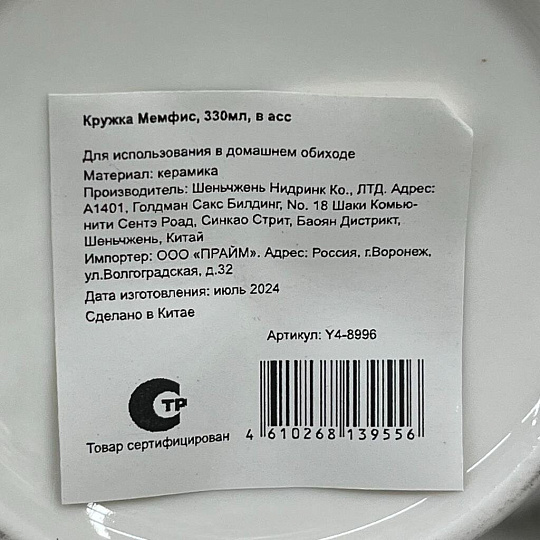 Кружка Мемфис, 330мл, в асс
Для использования в домашнем обиходе
Материал: керамика
Производитель: Шеньчжень Нидринк Ко., ЛТД. Адрес:
А1401, Голдман Сакс Билдинг, No. 18 Шаки Комью-
нити Сентэ Роад, Синкао Стрит, Баоян Дистрикт,
Шеньчжень, Китай
Импортер: ООО «ПРАЙМ». Адрес: Россия, г.Воронеж,
ул.Волгоградская, д.32
Дата изготовления: июль 2024
Сделано в Китае
Артикул: Y4-8996
СТР
Товар сертифицирован
4 610268 139556